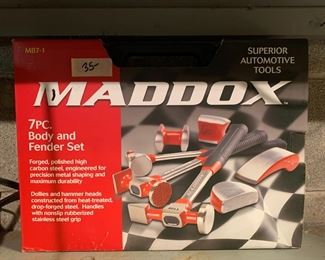 MB7-1
35-
SUPERIOR
AUTOMOTIVE
TOOLS
MADDOX
7PC.
Body and
Fender Set
Forged, polished high
carbon steel, engineered for
precision metal shaping and
maximum durability
Dollies and hammer heads
constructed from heat-treated,
drop-forged steel. Handles
with nonslip rubberized
stainless steel grip